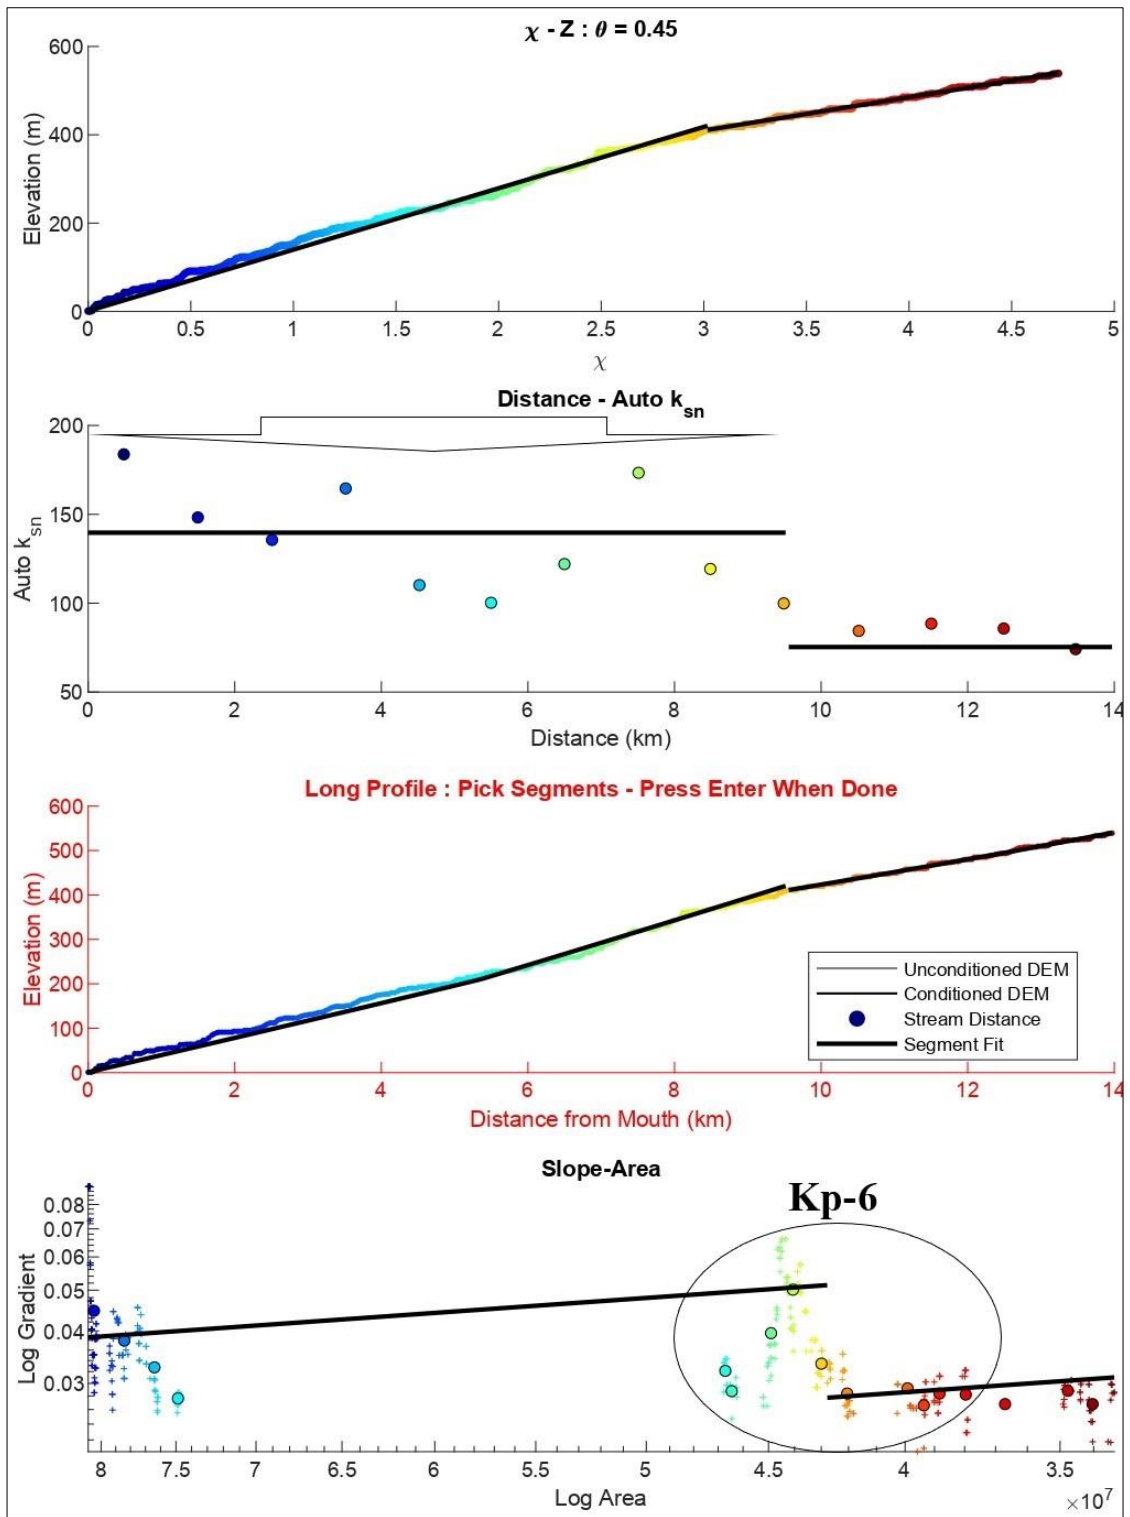 χ - Z : θ = 0.45
600
400
200
0
Elevation (m)
0 0.5 1 1.5 2 2.5 3 3.5 4 4.5 5
χ
Distance - Auto ksn
200
150
100
50
Auto ksn
0 2 4 6 8 10 12 14
Distance (km)
Long Profile : Pick Segments - Press Enter When Done
600
500
400
300
200
100
0
Elevation (m)
Unconditioned DEM
Conditioned DEM
Stream Distance
Segment Fit
0 2 4 6 8 10 12 14
Distance from Mouth (km)
Slope-Area
Kp-6
0.08
0.07
0.06
0.05
0.04
0.03
Log Gradient
8 7.5 7 6.5 6 5.5 5 4.5 4 3.5
Log Area
×10⁷